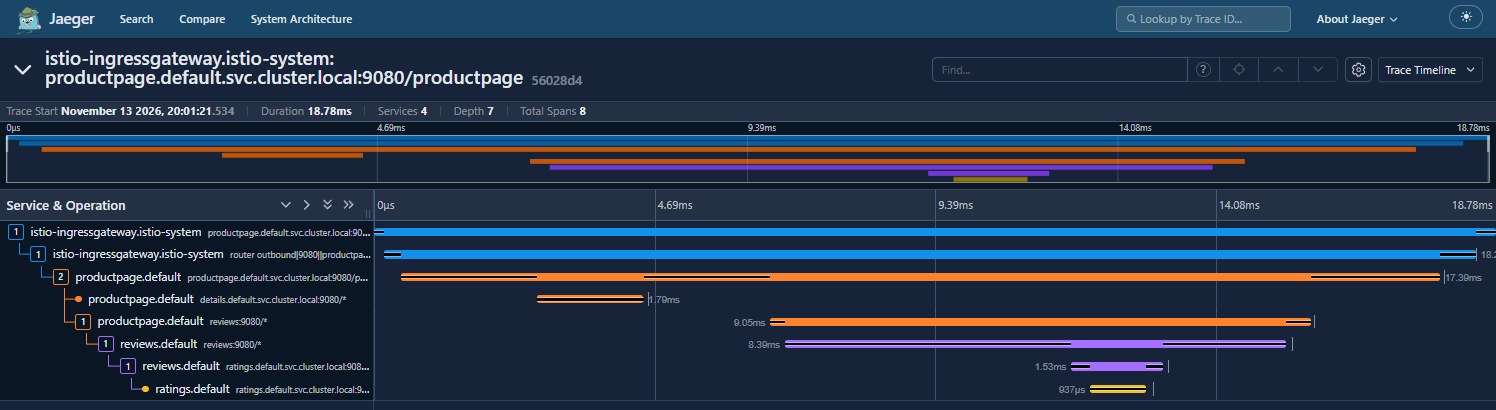 Jaeger Search Compare System Architecture Lookup by Trace ID... About Jaeger
istio-ingressgateway.istio-system:
productpage.default.svc.cluster.local:9080/productpage 56028d4
Find... ? Trace Timeline
Trace Start November 13 2026, 20:01:21.534 Duration 18.78ms Services 4 Depth 7 Total Spans 8
0μs 4.69ms 9.39ms 14.08ms 18.78ms
Service & Operation 0μs 4.69ms 9.39ms 14.08ms 18.78ms
1 istio-ingressgateway.istio-system productpage.default.svc.cluster.local:90...
1 istio-ingressgateway.istio-system router outbound|9080||productpa... 18.2
2 productpage.default productpage.default.svc.cluster.local:9080/p... 17.39ms
productpage.default details.default.svc.cluster.local:9080/* 1.79ms
1 productpage.default reviews:9080/* 9.05ms
1 reviews.default reviews:9080/* 8.39ms
1 reviews.default ratings.default.svc.cluster.local:908... 1.53ms
ratings.default ratings.default.svc.cluster.local:9... 937μs